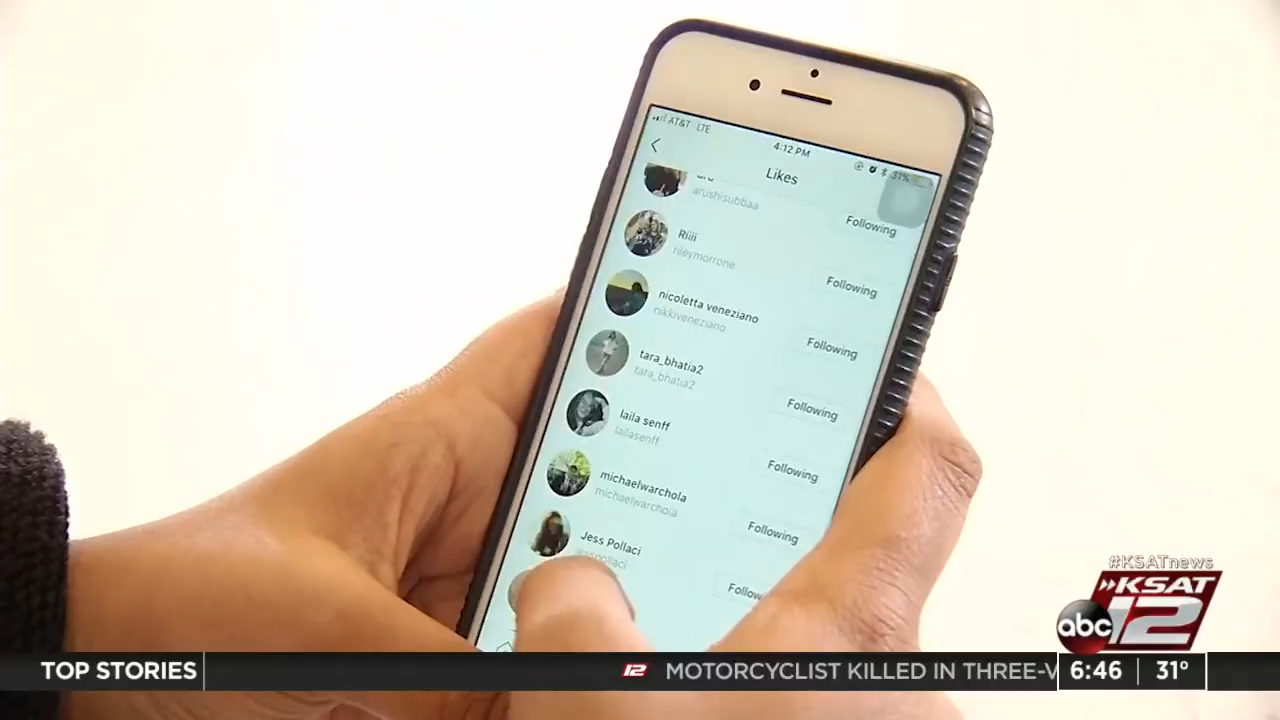 AT&T LTE
4:12 PM
31%
Likes
arushisubbaa
Following
Riiii
rileymorrone
Following
nicoletta veneziano
nikkiveneziano
Following
tara_bhatia2
tara_bhatia2
Following
laila senff
lailasenff
Following
michaelwarchola
michaelwarchola
Following
Jess Pollaci
#KSATnews
KSAT
abc 12
TOP STORIES
12 MOTORCYCLIST KILLED IN THREE-V
6:46 31°